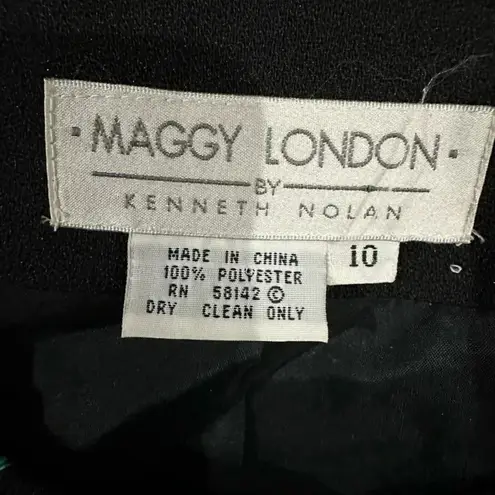 · MAGGY LONDON ·
BY
KENNETH NOLAN
MADE IN CHINA
100% POLYESTER
RN 58142 ©
DRY CLEAN ONLY
10